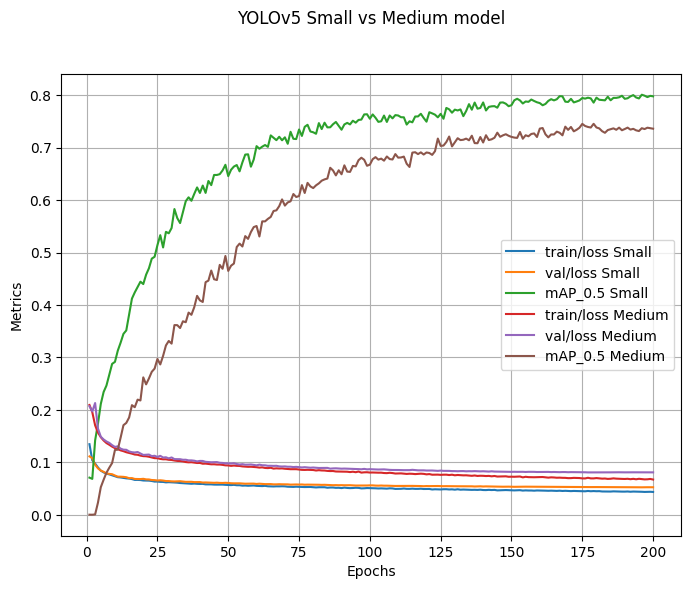 YOLOv5 Small vs Medium model
0.8
0.7
0.6
0.5
0.4
0.3
0.2
0.1
0.0
Metrics
train/loss Small
val/loss Small
mAP_0.5 Small
train/loss Medium
val/loss Medium
mAP_0.5 Medium
0 25 50 75 100 125 150 175 200
Epochs